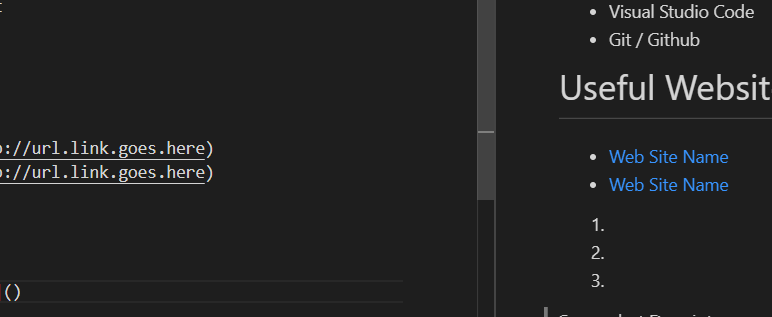 Visual Studio Code
Git / Github
Useful Websit
://url.link.goes.here)
://url.link.goes.here)
Web Site Name
Web Site Name
1.
2.
3.
()